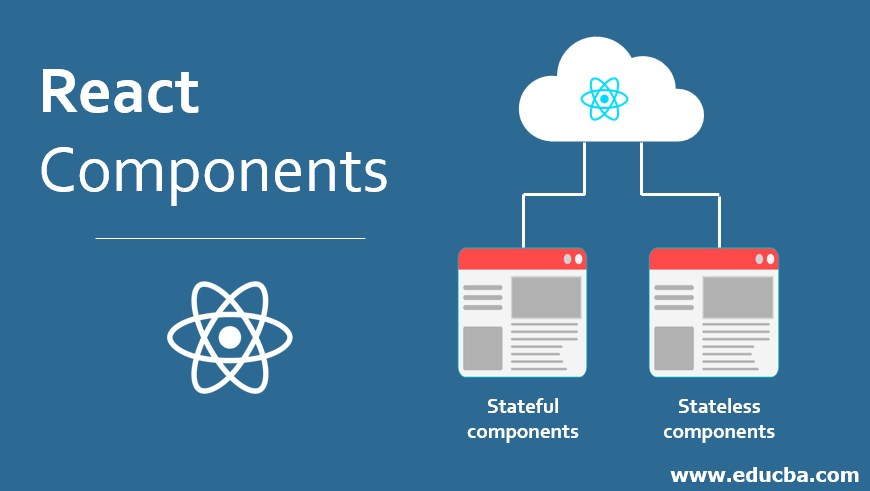 React
Components
Stateful
components
Stateless
components
www.educba.com